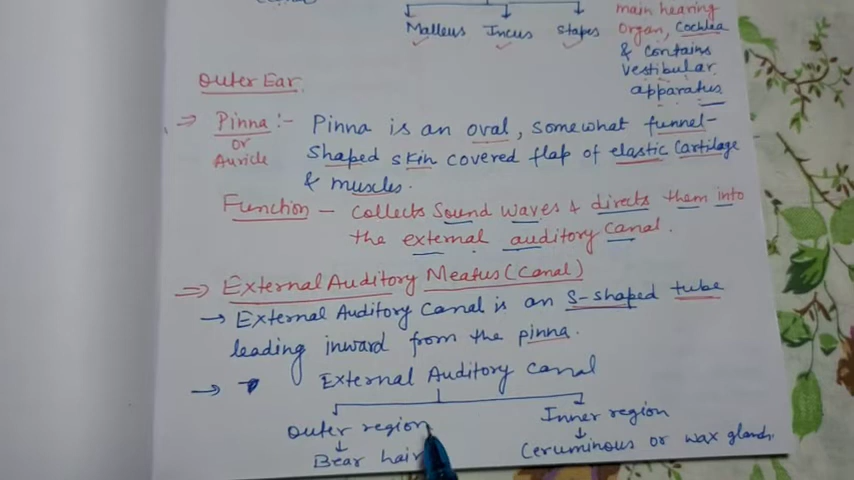 main hearing
Malleus Incus Stapes Organ, Cochlea
& contains
vestibular
apparatus
Outer Ear
⇒ Pinna :- Pinna is an oval, somewhat funnel-
or
Auricle shaped skin covered flap of elastic cartilage
& muscles.
Function - collects sound waves & directs them into
the external auditory canal.
⇒ External Auditory Meatus (Canal)
→ External Auditory Canal is an S-shaped tube
leading inward from the pinna.
→ External Auditory Canal
Outer region Inner region
Bear hair Ceruminous or wax glands